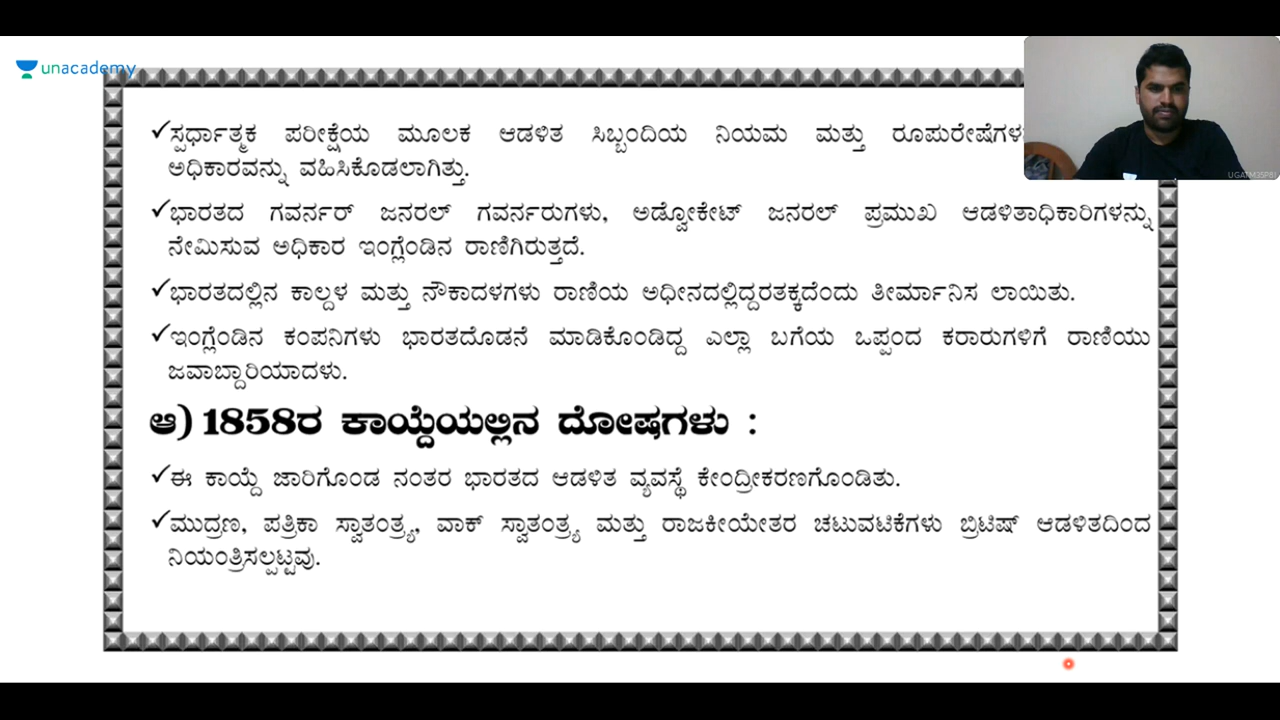 unacademy
✓ಸ್ಪರ್ಧಾತ್ಮಕ ಪರೀಕ್ಷೆಯ ಮೂಲಕ ಆಡಳಿತ ಸಿಬ್ಬಂದಿಯ ನಿಯಮ ಮತ್ತು ರೂಪುರೇಷೆಗಳ
ಅಧಿಕಾರವನ್ನು ವಹಿಸಿಕೊಡಲಾಗಿತ್ತು.
✓ಭಾರತದ ಗವರ್ನರ್ ಜನರಲ್ ಗವರ್ನರುಗಳು, ಅಡ್ವೋಕೇಟ್ ಜನರಲ್ ಪ್ರಮುಖ ಆಡಳಿತಾಧಿಕಾರಿಗಳನ್ನು
ನೇಮಿಸುವ ಅಧಿಕಾರ ಇಂಗ್ಲೆಂಡಿನ ರಾಣಿಗಿರುತ್ತದೆ.
✓ಭಾರತದಲ್ಲಿನ ಕಾಲ್ದಳ ಮತ್ತು ನೌಕಾದಳಗಳು ರಾಣಿಯ ಅಧೀನದಲ್ಲಿದ್ದರತಕ್ಕದೆಂದು ತೀರ್ಮಾನಿಸ ಲಾಯಿತು.
✓ಇಂಗ್ಲೆಂಡಿನ ಕಂಪನಿಗಳು ಭಾರತದೊಡನೆ ಮಾಡಿಕೊಂಡಿದ್ದ ಎಲ್ಲಾ ಬಗೆಯ ಒಪ್ಪಂದ ಕರಾರುಗಳಿಗೆ ರಾಣಿಯು
ಜವಾಬ್ದಾರಿಯಾದಳು.
ಆ) 1858ರ ಕಾಯ್ದೆಯಲ್ಲಿನ ದೋಷಗಳು :
✓ಈ ಕಾಯ್ದೆ ಜಾರಿಗೊಂಡ ನಂತರ ಭಾರತದ ಆಡಳಿತ ವ್ಯವಸ್ಥೆ ಕೇಂದ್ರೀಕರಣಗೊಂಡಿತು.
✓ಮುದ್ರಣ, ಪತ್ರಿಕಾ ಸ್ವಾತಂತ್ರ್ಯ, ವಾಕ್ ಸ್ವಾತಂತ್ರ್ಯ ಮತ್ತು ರಾಜಕೀಯೇತರ ಚಟುವಟಿಕೆಗಳು ಬ್ರಿಟಿಷ್ ಆಡಳಿತದಿಂದ
ನಿಯಂತ್ರಿಸಲ್ಪಟ್ಟವು.